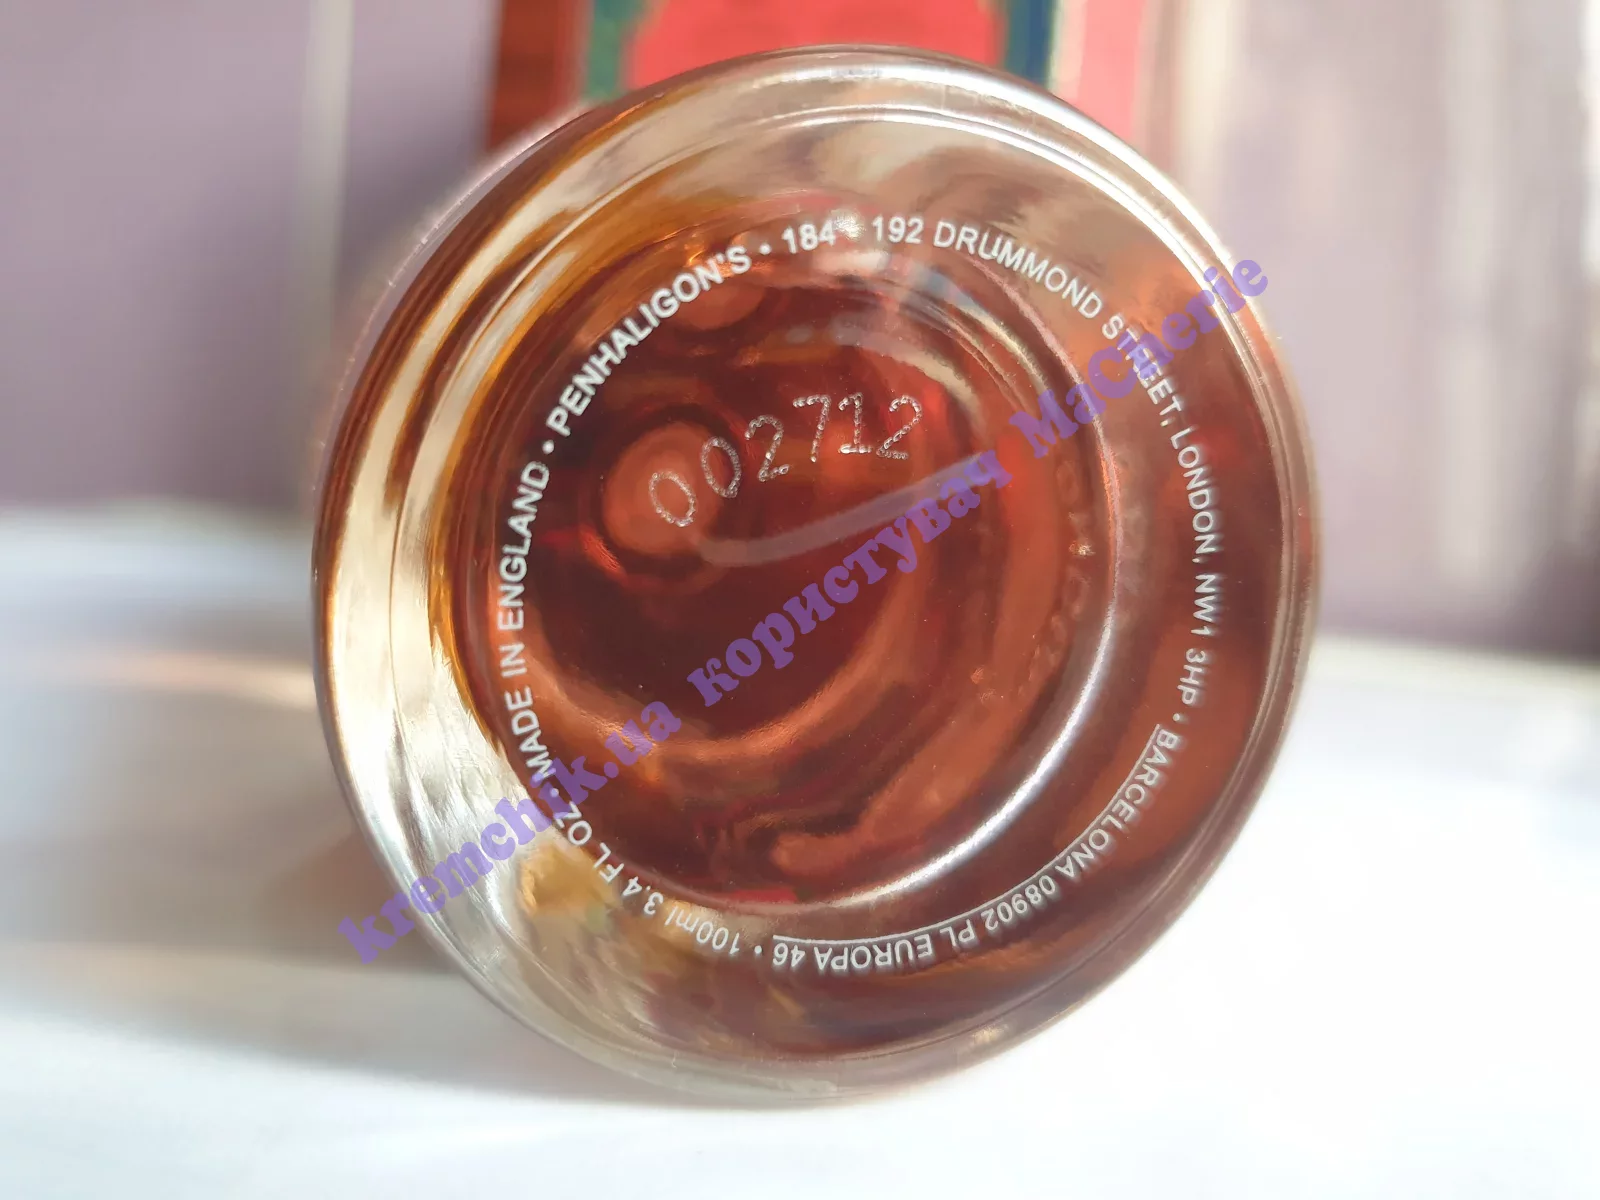 PENHALIGON'S • 184 - 192 DRUMMOND STREET, LONDON, NW1 3HP • BARCELONA 08902 PL EUROPA 46 • 100ml 3.4 FL OZ • MADE IN ENGLAND •
002712
kremchik.ua користувач MaCherie